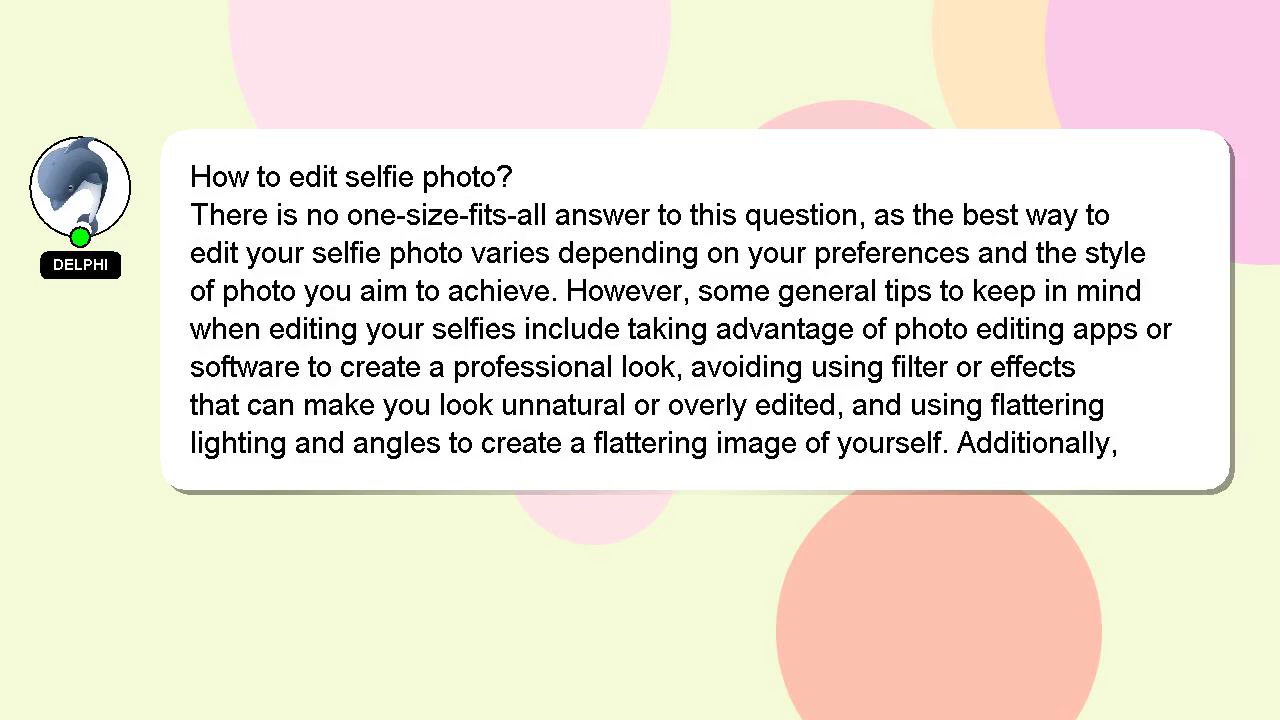 How to edit selfie photo?
There is no one-size-fits-all answer to this question, as the best way to
edit your selfie photo varies depending on your preferences and the style
of photo you aim to achieve. However, some general tips to keep in mind
when editing your selfies include taking advantage of photo editing apps or
software to create a professional look, avoiding using filter or effects
that can make you look unnatural or overly edited, and using flattering
lighting and angles to create a flattering image of yourself. Additionally,
DELPHI